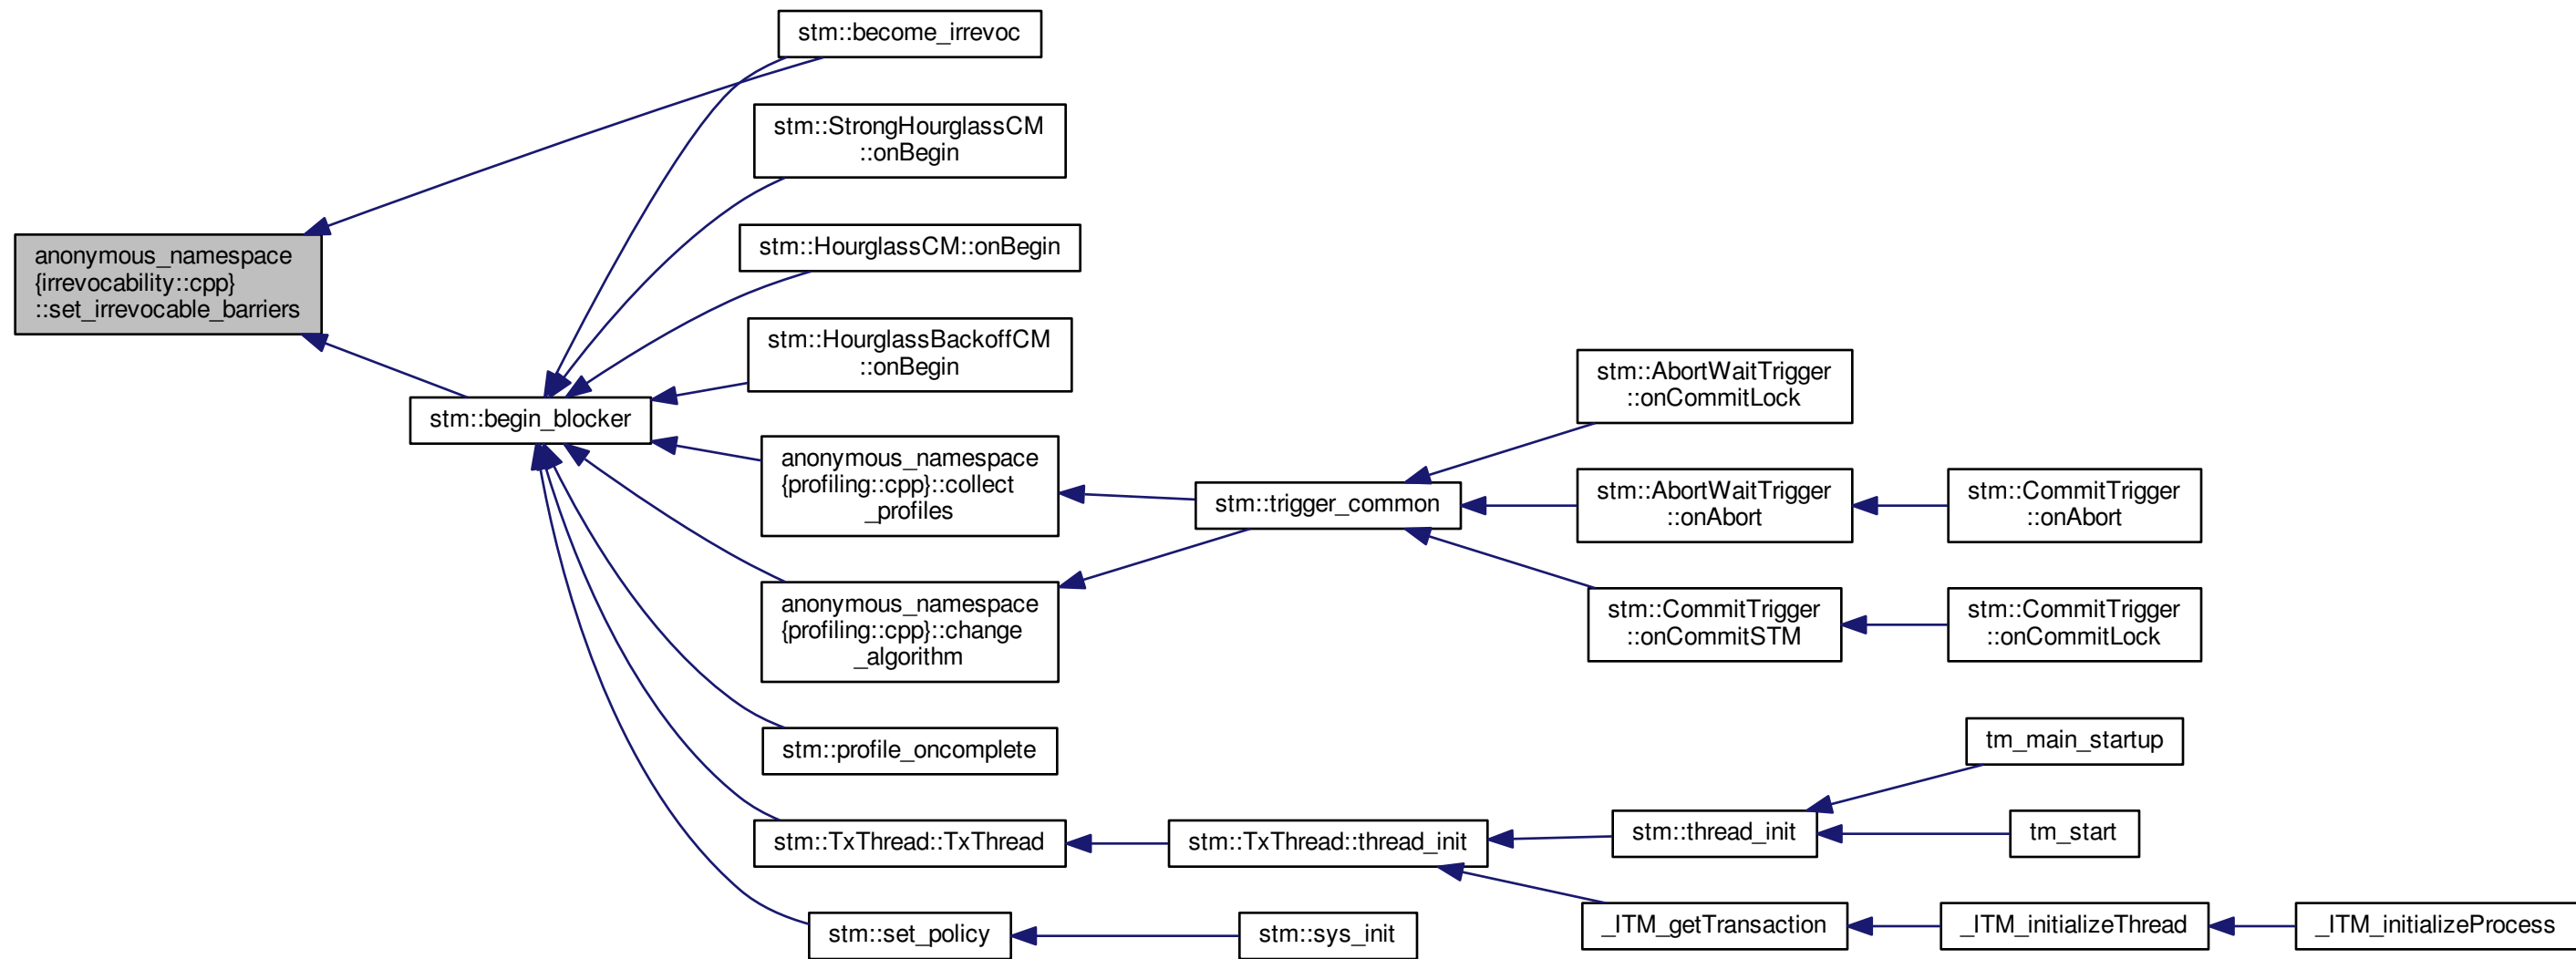 stm::become_irrevoc
stm::StrongHourglassCM
::onBegin
stm::HourglassCM::onBegin
anonymous_namespace
{irrevocability::cpp}
::set_irrevocable_barriers
stm::HourglassBackoffCM
::onBegin
stm::begin_blocker
anonymous_namespace
{profiling::cpp}::collect
_profiles
stm::trigger_common
stm::AbortWaitTrigger
::onCommitLock
stm::AbortWaitTrigger
::onAbort
stm::CommitTrigger
::onAbort
anonymous_namespace
{profiling::cpp}::change
_algorithm
stm::CommitTrigger
::onCommitSTM
stm::CommitTrigger
::onCommitLock
stm::profile_oncomplete
tm_main_startup
stm::TxThread::TxThread
stm::TxThread::thread_init
stm::thread_init
tm_start
stm::set_policy
stm::sys_init
_ITM_getTransaction
_ITM_initializeThread
_ITM_initializeProcess